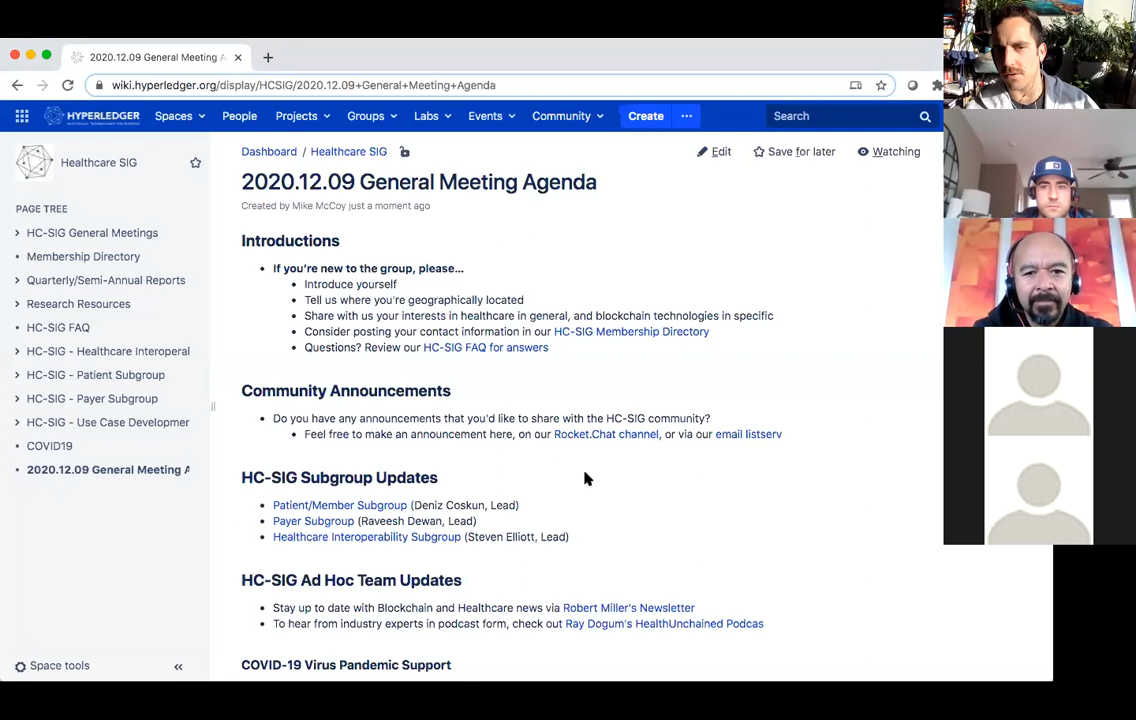 2020.12.09 General Meeting A
wiki.hyperledger.org/display/HCSIG/2020.12.09+General+Meeting+Agenda
HYPERLEDGER Spaces People Projects Groups Labs Events Community Create ... Search
Healthcare SIG
PAGE TREE
HC-SIG General Meetings
Membership Directory
Quarterly/Semi-Annual Reports
Research Resources
HC-SIG FAQ
HC-SIG - Healthcare Interoperal
HC-SIG - Patient Subgroup
HC-SIG - Payer Subgroup
HC-SIG - Use Case Developmer
COVID19
2020.12.09 General Meeting A
Space tools
Dashboard / Healthcare SIG
Edit Save for later Watching
2020.12.09 General Meeting Agenda
Created by Mike McCoy just a moment ago
Introductions
If you're new to the group, please...
Introduce yourself
Tell us where you're geographically located
Share with us your interests in healthcare in general, and blockchain technologies in specific
Consider posting your contact information in our HC-SIG Membership Directory
Questions? Review our HC-SIG FAQ for answers
Community Announcements
Do you have any announcements that you'd like to share with the HC-SIG community?
Feel free to make an announcement here, on our Rocket.Chat channel, or via our email listserv
HC-SIG Subgroup Updates
Patient/Member Subgroup (Deniz Coskun, Lead)
Payer Subgroup (Raveesh Dewan, Lead)
Healthcare Interoperability Subgroup (Steven Elliott, Lead)
HC-SIG Ad Hoc Team Updates
Stay up to date with Blockchain and Healthcare news via Robert Miller's Newsletter
To hear from industry experts in podcast form, check out Ray Dogum's HealthUnchained Podcas
COVID-19 Virus Pandemic Support